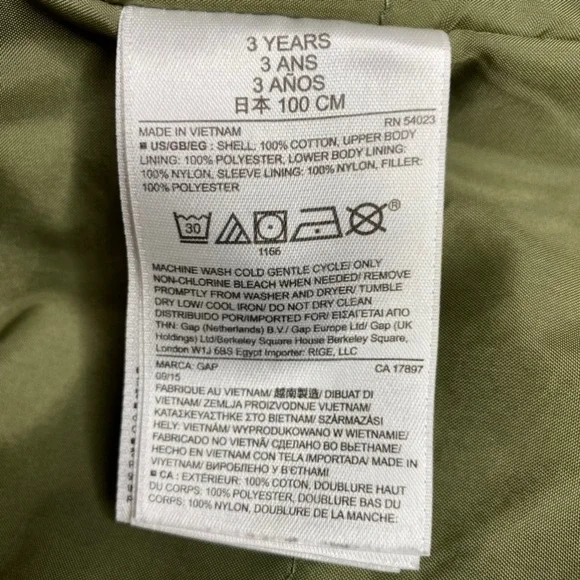 3 YEARS
3 ANS
3 AÑOS
日本 100 CM
RN 54023
MADE IN VIETNAM
■ US/GB/EG : SHELL: 100% COTTON, UPPER BODY
LINING: 100% POLYESTER, LOWER BODY LINING:
100% NYLON, SLEEVE LINING: 100% NYLON, FILLER:
100% POLYESTER
30
®
1166
MACHINE WASH COLD GENTLE CYCLE/ ONLY
NON-CHLORINE BLEACH WHEN NEEDED/ REMOVE
PROMPTLY FROM WASHER AND DRYER/ TUMBLE
DRY LOW/ COOL IRON/ DO NOT DRY CLEAN
DISTRIBUIDO POR/IMPORTED FOR/ ΕΙΣΑΓΕΤΑΙ ΑΠΟ
ΤΗΝ: Gap (Netherlands) B.V./ Gap Europe Ltd/ Gap (UK
Holdings) Ltd/Berkeley Square House Berkeley Square,
London W1J 6BS Egypt Importer: RIGE, LLC
MARCA: GAP
CA 17897
09/15
FABRIQUE AU VIETNAM/ 越南製造/ DIBUAT DI
VIETNAM/ ZEMLJA PROIZVODNJE VIJETNAM/
ΚΑΤΑΣΚΕΥΑΣΤΗΚΕ ΣΤΟ ΒΙΕΤΝΑΜ/ SZÁRMAZÁSI
HELY: VIETNÁM/ WYPRODUKOWANO W WIETNAMIE/
FABRICADO NO VIETNÃ/ СДЕЛАНО ВО ВЬЕТНАМЕ/
HECHO EN VIETNAM CON TELA IMPORTADA/ MADE IN
VIYETNAM/ ВИРОБЛЕНО У В'ЄТНАМІ
■ CA : EXTÉRIEUR: 100% COTON, DOUBLURE HAUT
DU CORPS: 100% POLYESTER, DOUBLURE BAS DU
CORPS: 100% NYLON, DOUBLURE DE LA MANCHE: